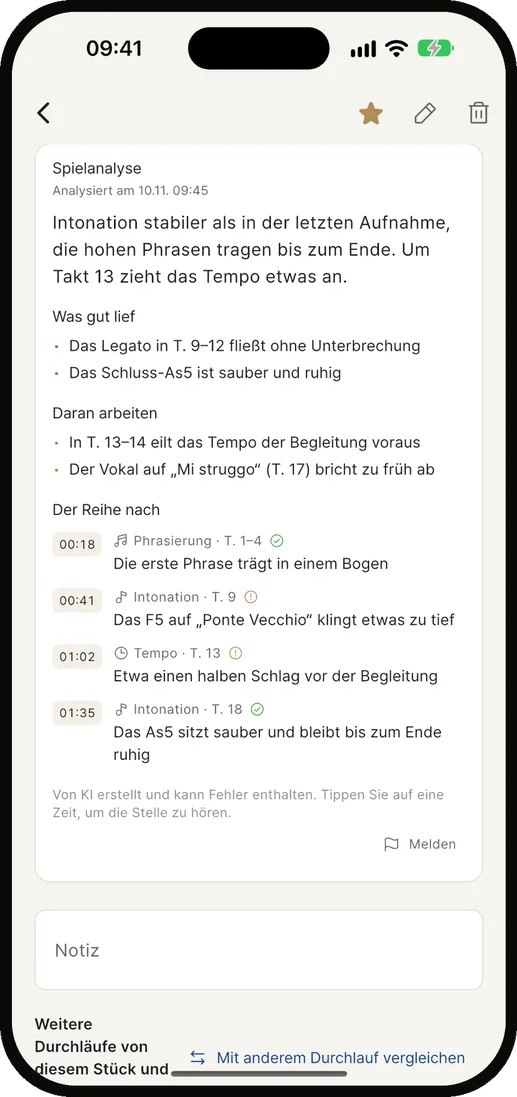 09:41
Spielanalyse
Analysiert am 10.11. 09:45
Intonation stabiler als in der letzten Aufnahme,
die hohen Phrasen tragen bis zum Ende. Um
Takt 13 zieht das Tempo etwas an.
Was gut lief
• Das Legato in T. 9–12 fließt ohne Unterbrechung
• Das Schluss-As5 ist sauber und ruhig
Daran arbeiten
• In T. 13–14 eilt das Tempo der Begleitung voraus
• Der Vokal auf „Mi struggo“ (T. 17) bricht zu früh ab
Der Reihe nach
00:18 Phrasierung · T. 1–4
Die erste Phrase trägt in einem Bogen
00:41 Intonation · T. 9
Das F5 auf „Ponte Vecchio“ klingt etwas zu tief
01:02 Tempo · T. 13
Etwa einen halben Schlag vor der Begleitung
01:35 Intonation · T. 18
Das As5 sitzt sauber und bleibt bis zum Ende
ruhig
Von KI erstellt und kann Fehler enthalten. Tippen Sie auf eine
Zeit, um die Stelle zu hören.
Melden
Notiz
Weitere
Durchläufe von
diesem Stück und
Mit anderem Durchlauf vergleichen